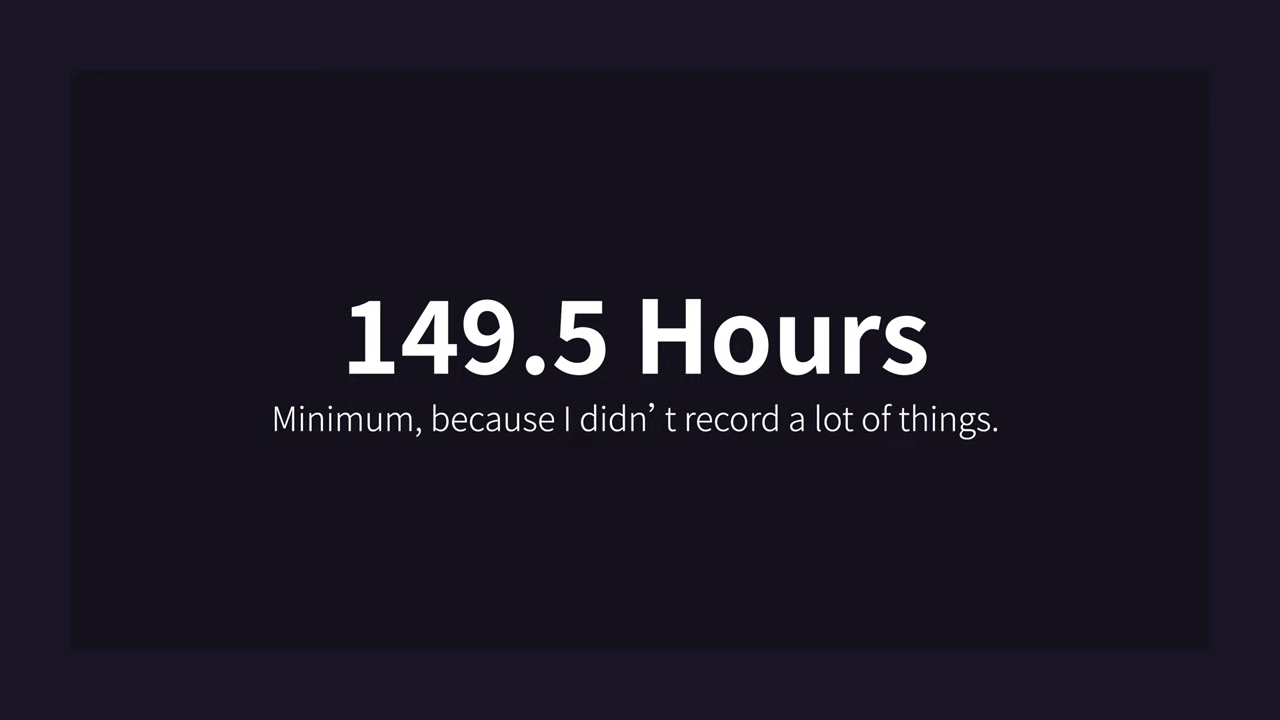 149.5 Hours
Minimum, because I didn’t record a lot of things.